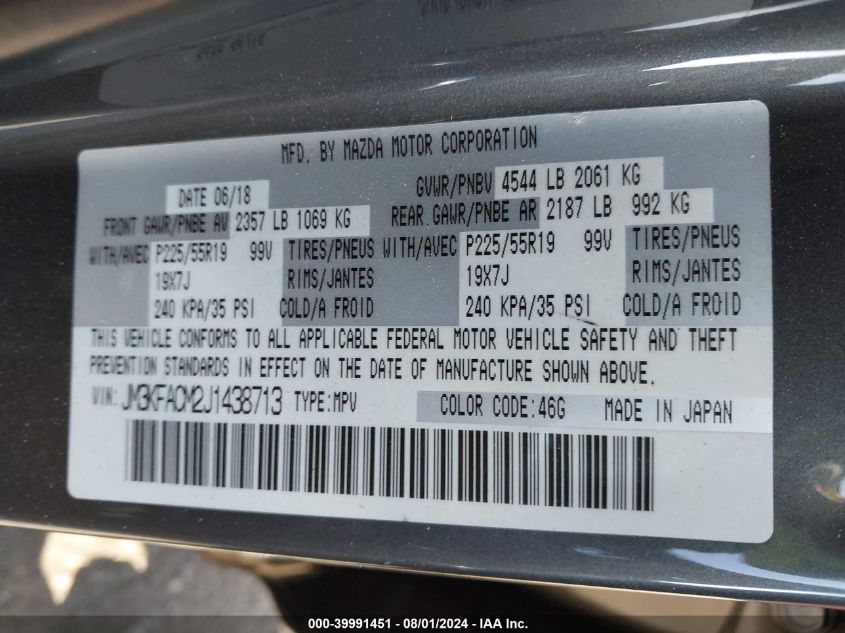 MFD. BY MAZDA MOTOR CORPORATION
DATE 06/18 GVWR/PNBV 4544 LB 2061 KG
FRONT GAWR/PNBE AV 2357 LB 1069 KG REAR GAWR/PNBE AR 2187 LB 992 KG
WITH/AVEC P225/55R19 99V TIRES/PNEUS WITH/AVEC P225/55R19 99V TIRES/PNEUS
19X7J RIMS/JANTES 19X7J RIMS/JANTES
240 KPA/35 PSI COLD/A FROID 240 KPA/35 PSI COLD/A FROID
THIS VEHICLE CONFORMS TO ALL APPLICABLE FEDERAL MOTOR VEHICLE SAFETY AND THEFT
PREVENTION STANDARDS IN EFFECT ON THE DATE OF MANUFACTURE SHOWN ABOVE.
VIN: JM3KFACM2J1438713 TYPE:MPV COLOR CODE:46G MADE IN JAPAN
000-39991451 - 08/01/2024 - IAA Inc.